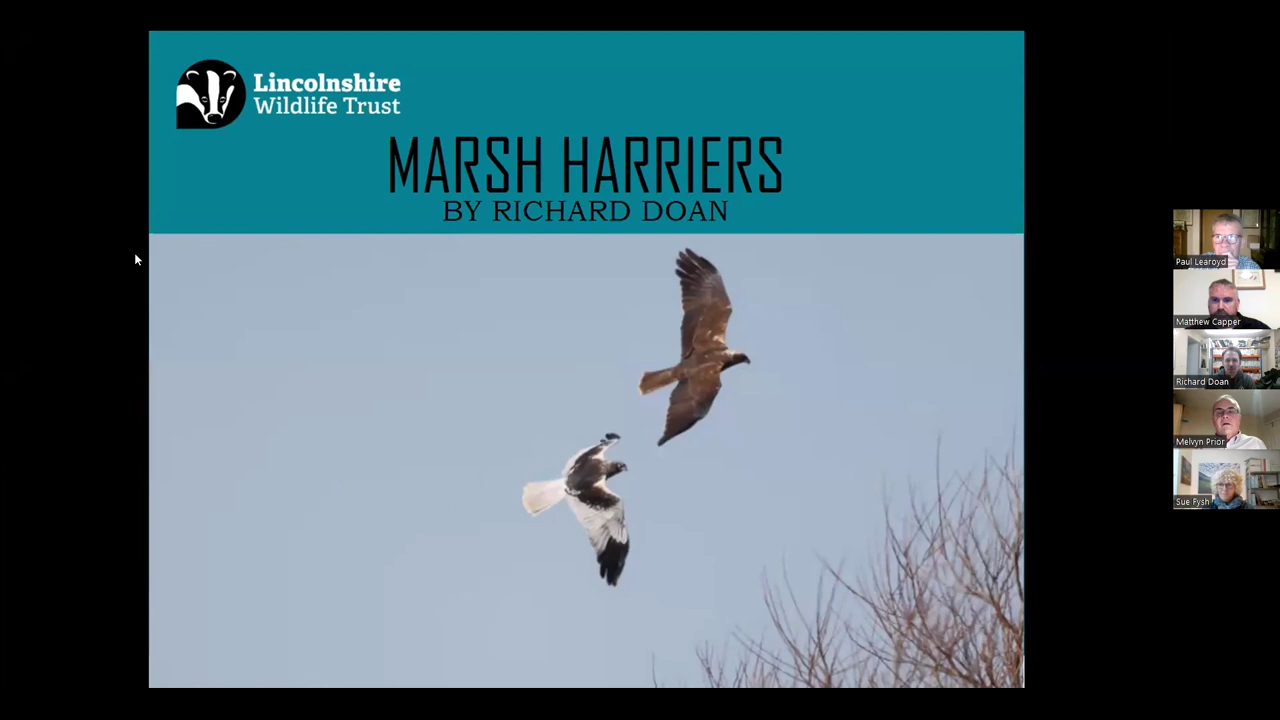 Lincolnshire
Wildlife Trust
MARSH HARRIERS
BY RICHARD DOAN
Paul Learoyd
Matthew Capper
Richard Doan
Melvyn Prior
Sue Fysh